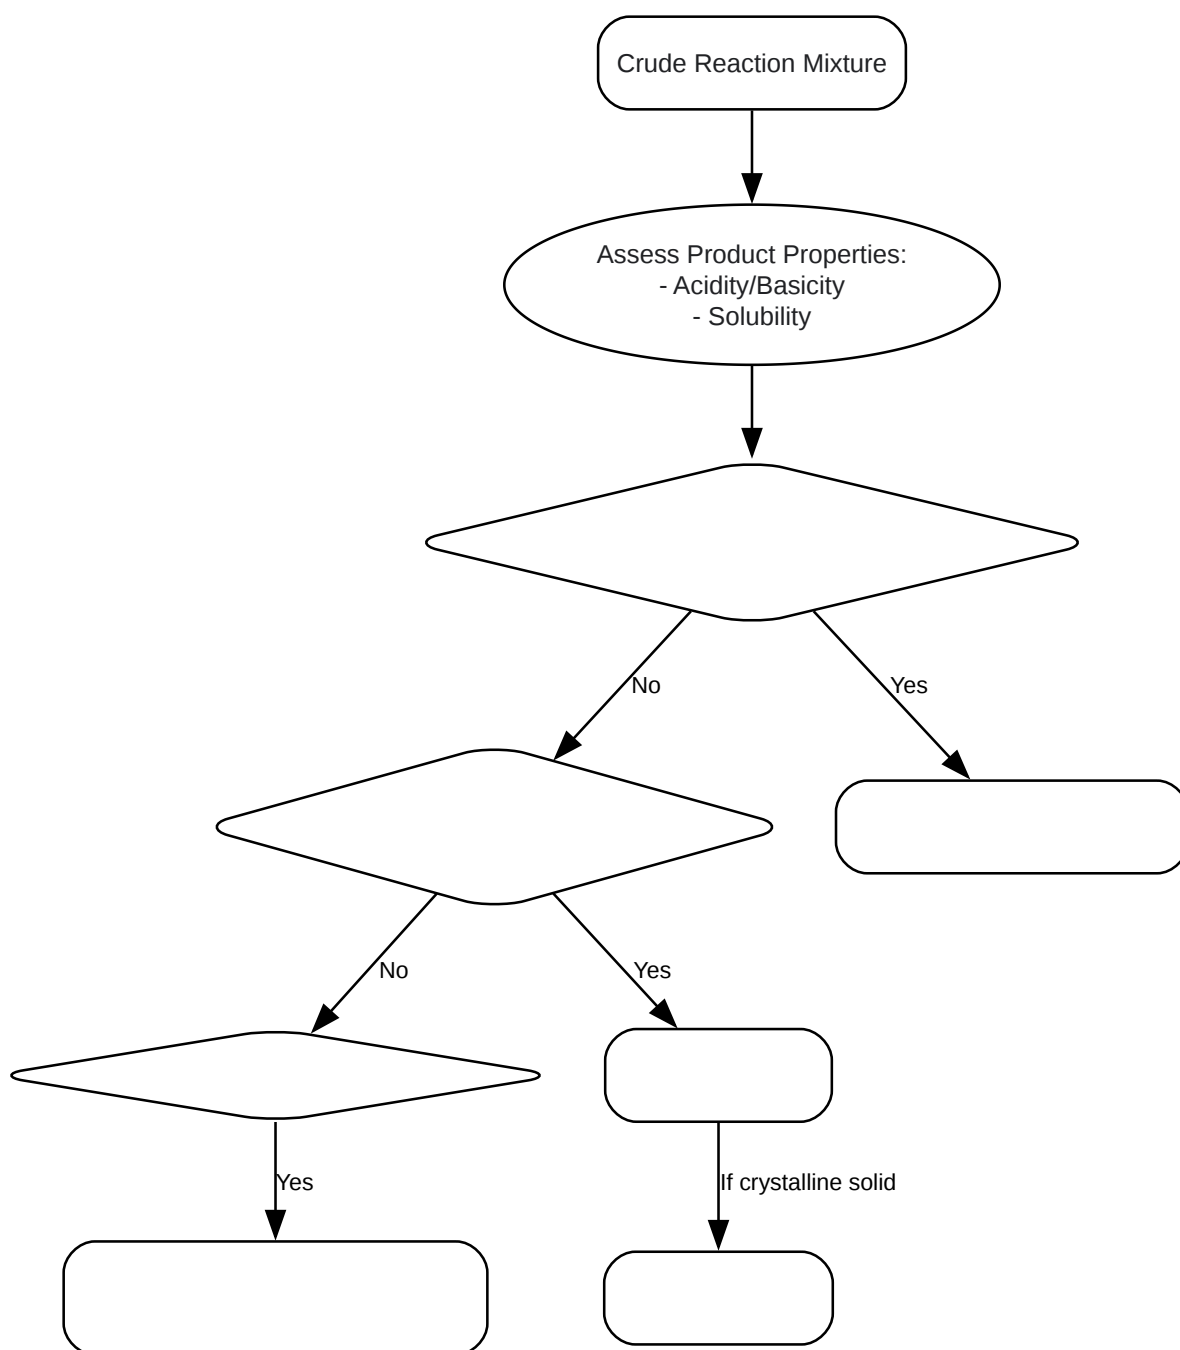 Crude Reaction Mixture
Assess Product Properties:
- Acidity/Basicity
- Solubility
No
Yes
No
Yes
Yes
If crystalline solid